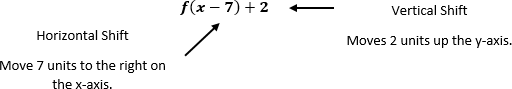 f(x − 7) + 2
Vertical Shift
Horizontal Shift
Moves 2 units up the y-axis.
Move 7 units to the right on
the x-axis.